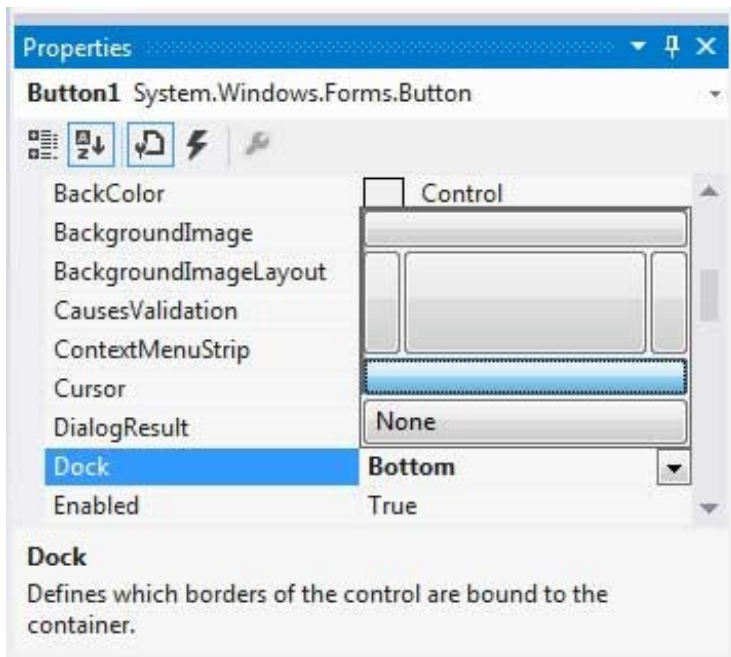 Properties
Button1 System.Windows.Forms.Button
BackColor Control
BackgroundImage
BackgroundImageLayout
CausesValidation
ContextMenuStrip
Cursor
DialogResult None
Dock Bottom
Enabled True
Dock
Defines which borders of the control are bound to the
container.